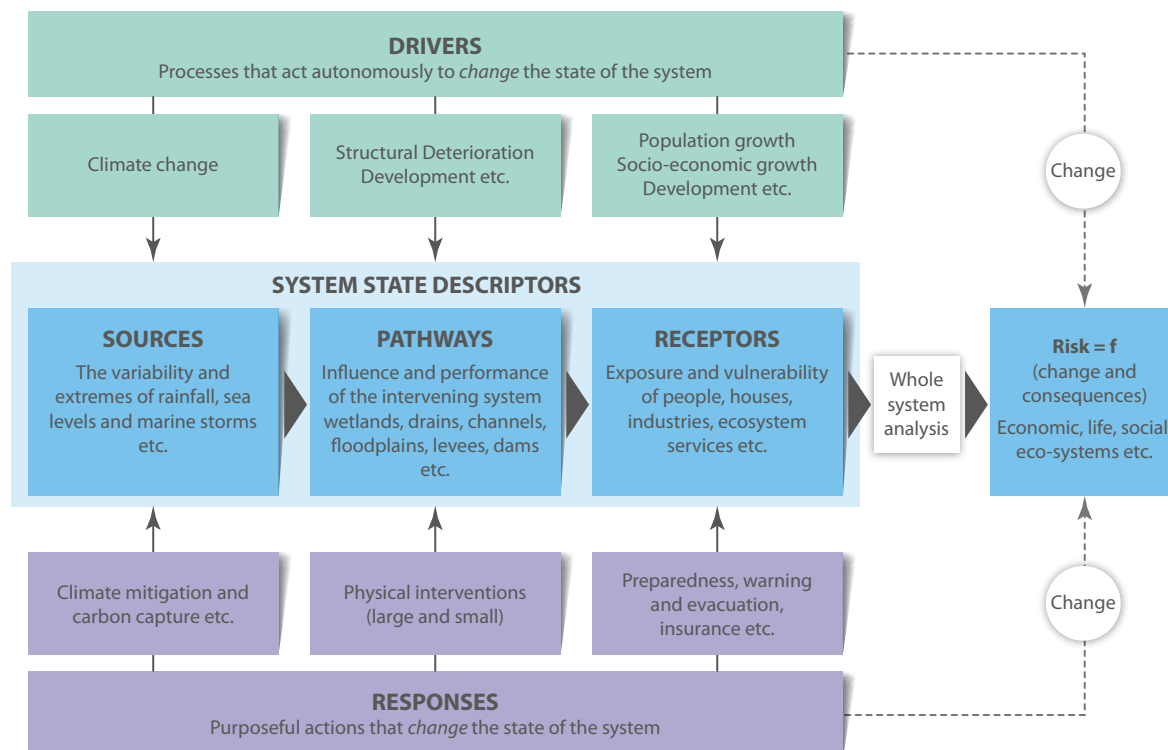 DRIVERS
Processes that act autonomously to change the state of the system
Climate change
Structural Deterioration
Development etc.
Population growth
Socio-economic growth
Development etc.
Change
SYSTEM STATE DESCRIPTORS
SOURCES
The variability and
extremes of rainfall, sea
levels and marine storms
etc.
PATHWAYS
Influence and performance
of the intervening system
wetlands, drains, channels,
floodplains, levees, dams
etc.
RECEPTORS
Exposure and vulnerability
of people, houses,
industries, ecosystem
services etc.
Whole
system
analysis
Risk = f
(change and
consequences)
Economic, life, social,
eco-systems etc.
Climate mitigation and
carbon capture etc.
Physical interventions
(large and small)
Preparedness, warning
and evacuation,
insurance etc.
Change
RESPONSES
Purposeful actions that change the state of the system